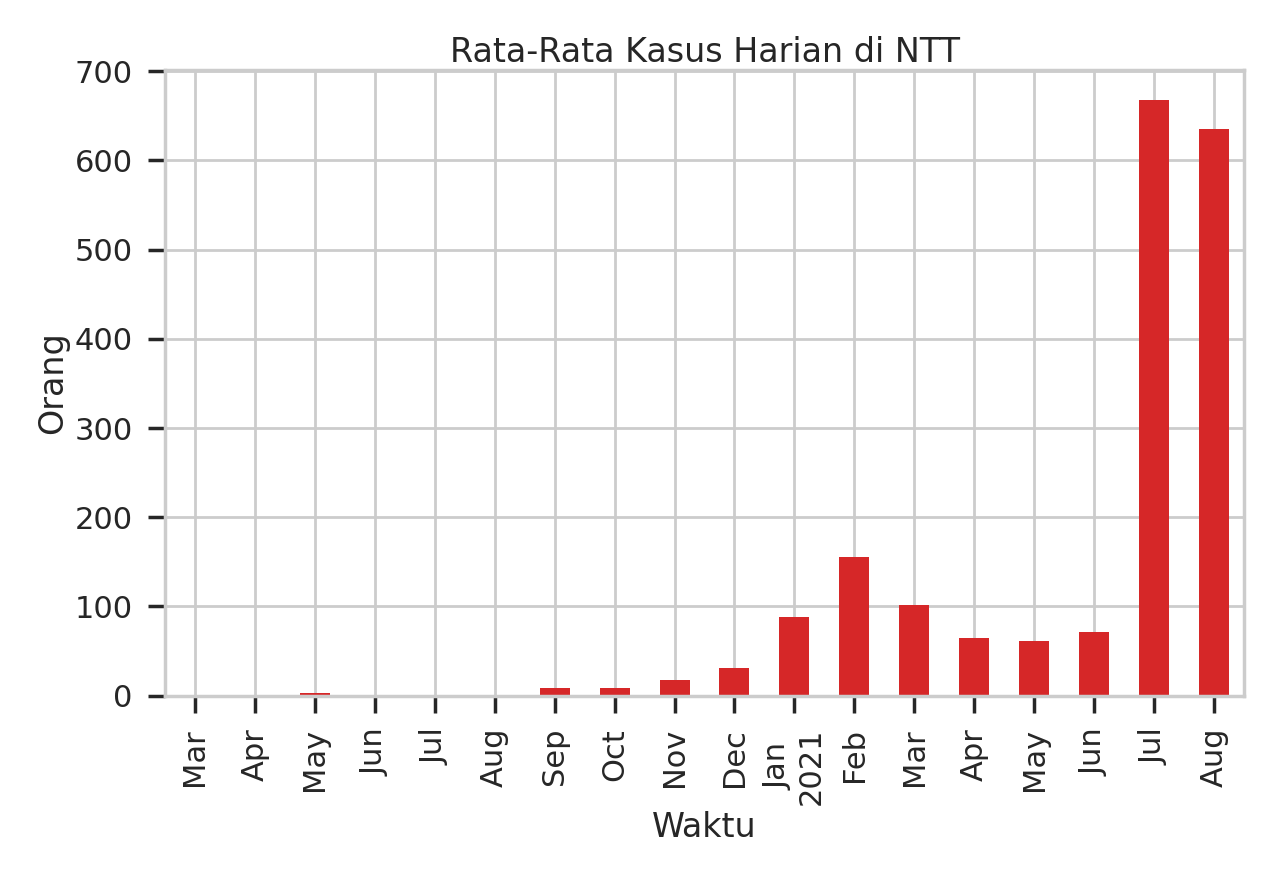 Rata-Rata Kasus Harian di NTT
700
600
500
400
300
200
100
0
Orang
Mar
Apr
May
Jun
Jul
Aug
Sep
Oct
Nov
Dec
Jan
2021
Feb
Mar
Apr
May
Jun
Jul
Aug
Waktu